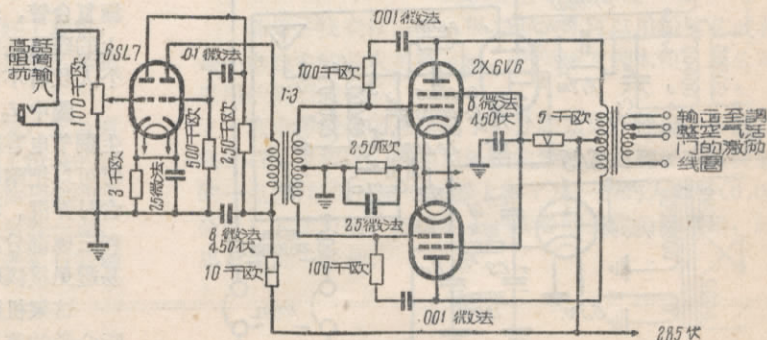 高阻抗
話筒输入
100千欧
6SL7
.01微法
3千欧
25微法
500千欧
250千欧
8微法
450伏
10千欧
1:3
.001微法
100千欧
2X6V6
250欧
25微法
8微法
450伏
5千欧
100千欧
.001微法
输出至調
整空气活
门的激动
线圈
285伏